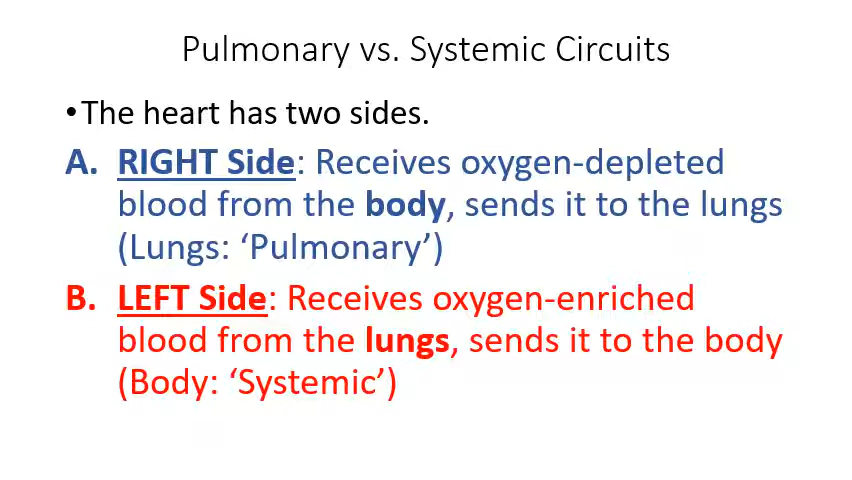 Pulmonary vs. Systemic Circuits
•The heart has two sides.
A. RIGHT Side: Receives oxygen-depleted
blood from the body, sends it to the lungs
(Lungs: ‘Pulmonary’)
B. LEFT Side: Receives oxygen-enriched
blood from the lungs, sends it to the body
(Body: ‘Systemic’)